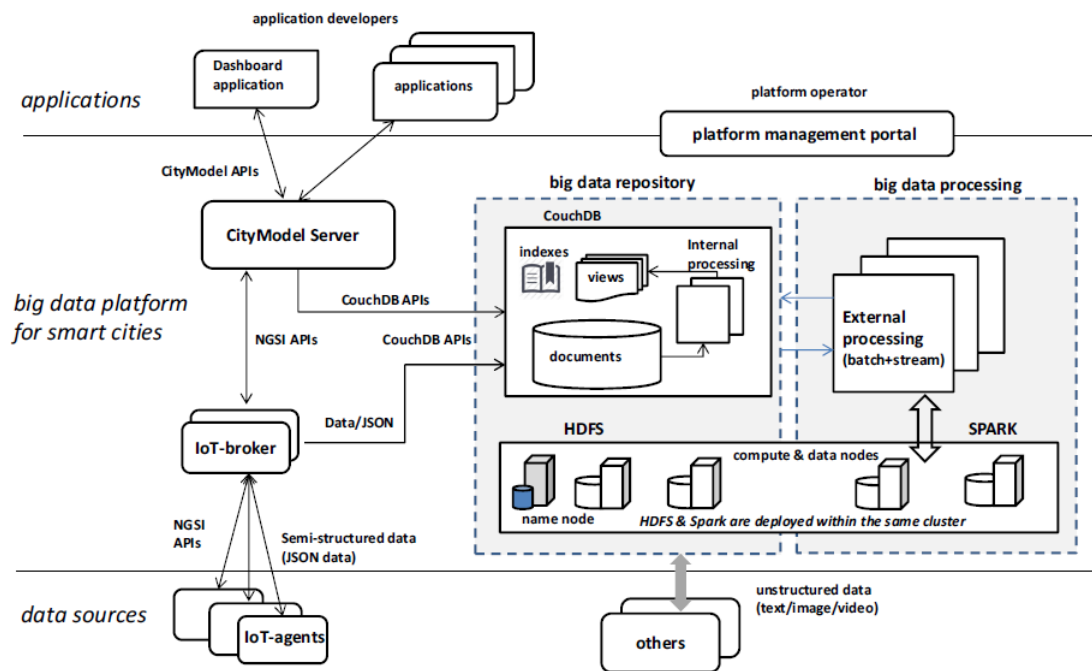 application developers
Dashboard
application
applications
applications
platform operator
platform management portal
CityModel APIs
big data repository
big data processing
CouchDB
CityModel Server
indexes
views
Internal
processing
CouchDB APIs
big data platform
for smart cities
NGSI APIs
CouchDB APIs
documents
External
processing
(batch+stream)
Data/JSON
IoT-broker
HDFS
SPARK
compute & data nodes
name node
HDFS & Spark are deployed within the same cluster
NGSI
APIs
Semi-structured data
(JSON data)
data sources
IoT-agents
unstructured data
(text/image/video)
others